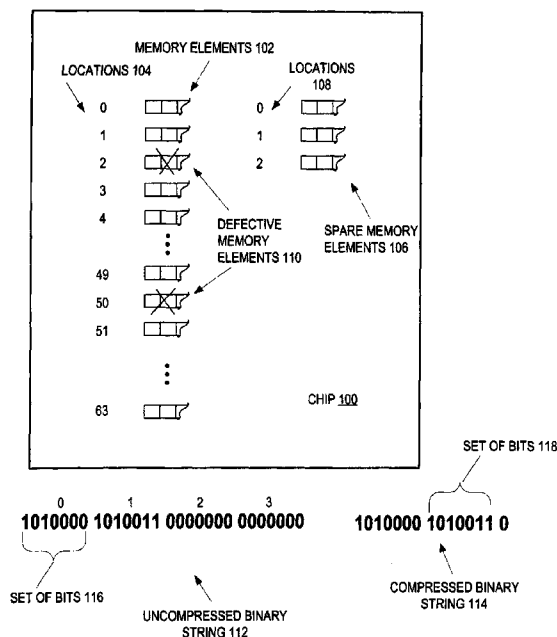 MEMORY ELEMENTS 102
LOCATIONS 104
LOCATIONS
108
0
0
1
1
2
2
3
4
DEFECTIVE
MEMORY
ELEMENTS 110
SPARE MEMORY
ELEMENTS 106
49
50
51
63
CHIP 100
SET OF BITS 118
0 1 2 3
1010000 1010011 0000000 0000000
1010000 1010011 0
SET OF BITS 116
UNCOMPRESSED BINARY
STRING 112
COMPRESSED BINARY
STRING 114